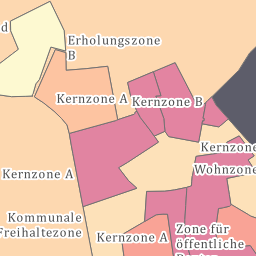 d
Erholungszone
B
Kernzone A
Kernzone B
Kernzone
Wohnzone
Kernzone A
Kommunale
Freihaltezone
Kernzone A
Zone für
öffentliche